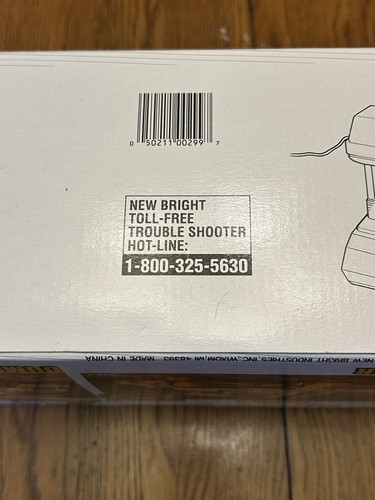 0 50211 00299 7
NEW BRIGHT
TOLL-FREE
TROUBLE SHOOTER
HOT-LINE:
1-800-325-5630
NEW BRIGHT INDUSTRIES, INC., WIXOM, MI 48393 MADE IN CHINA